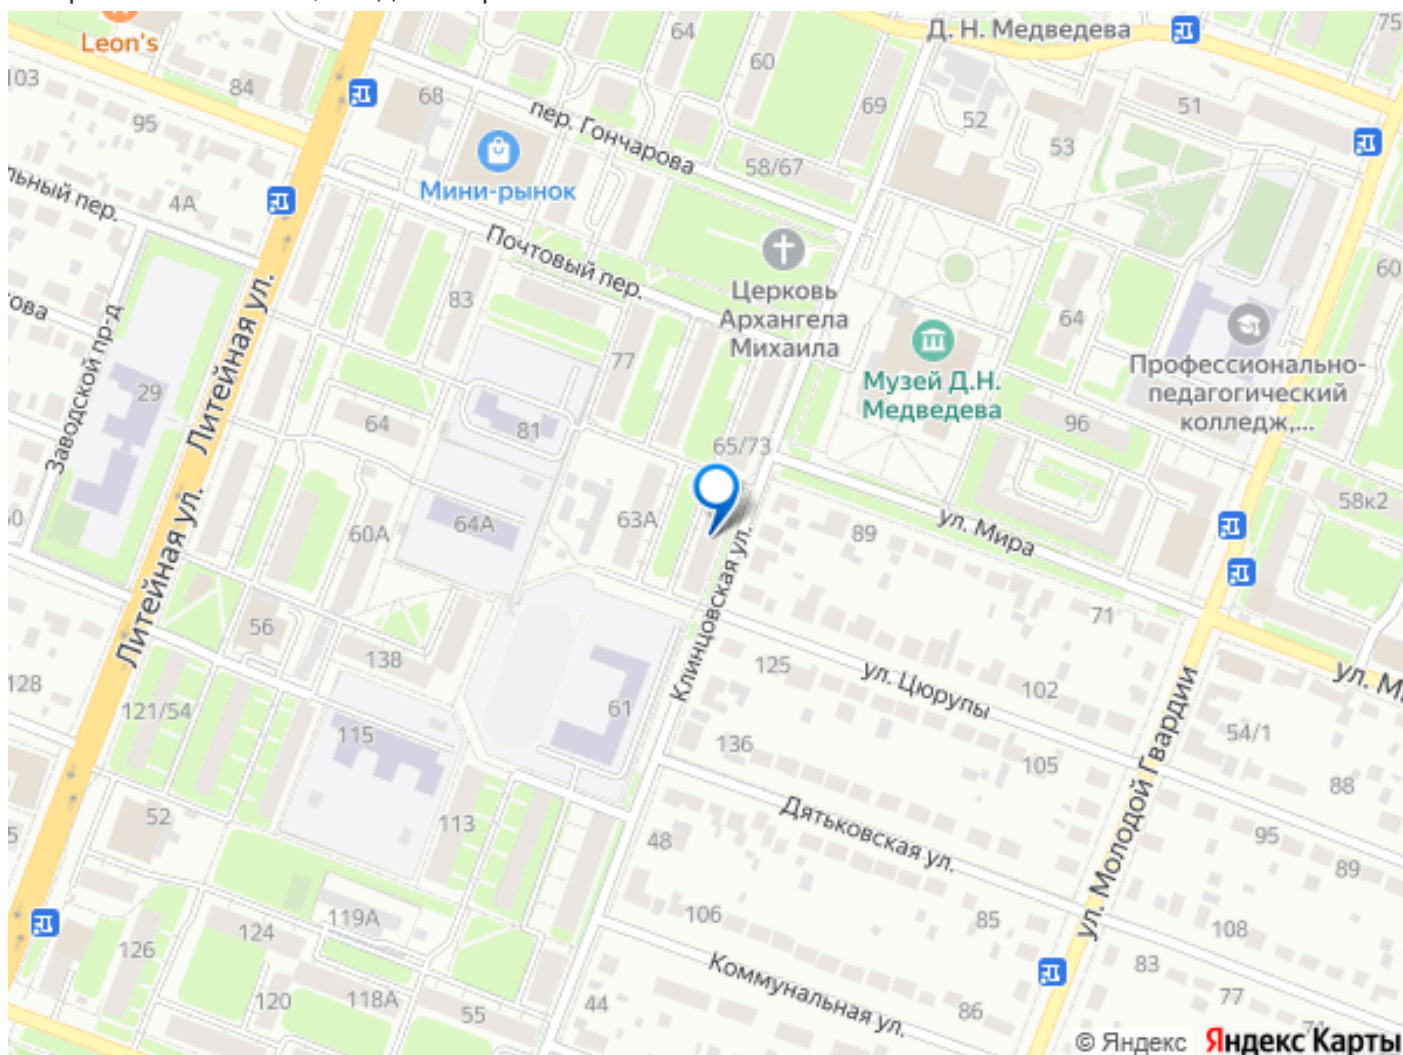 Leon's
64
Д. Н. Медведева
75
60
103
84
68
69
51
95
пер. Гончарова
52
53
58/67
Мини-рынок
льный пер.
4А
Почтовый пер.
Церковь
Архангела
Михаила
60
ова
83
64
Заводской пр-д
Литейная ул.
77
Музей Д.Н.
Медведева
Профессионально-
педагогический
колледж,...
29
64
81
96
65/73
58к2
64А
63А
60А
89
ул. Мира
Литейная ул.
Клинцовская ул.
71
56
138
125
ул. Цюрупы
102
ул. М
128
121/54
115
61
136
105
54/1
ул. Молодой Гвардии
88
52
113
48
Дятьковская ул.
95
89
119А
106
85
108
126
124
Коммунальная ул.
83
120
118А
55
44
86
77
© Яндекс Яндекс Карты